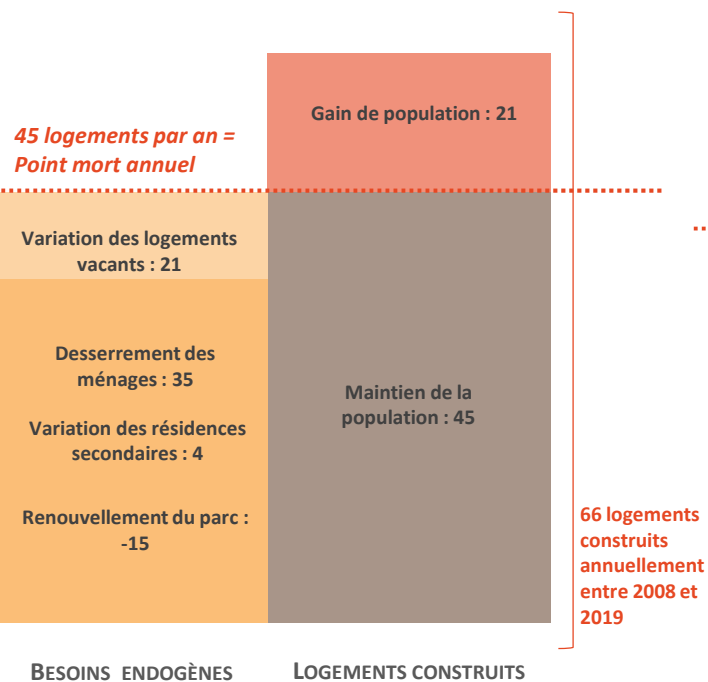 45 logements par an =
Point mort annuel
Variation des logements
vacants : 21
Desserrement des
ménages : 35
Variation des résidences
secondaires : 4
Renouvellement du parc :
-15
BESOINS ENDOGÈNES
Gain de population : 21
Maintien de la
population : 45
LOGEMENTS CONSTRUITS
66 logements
construits
annuellement
entre 2008 et
2019